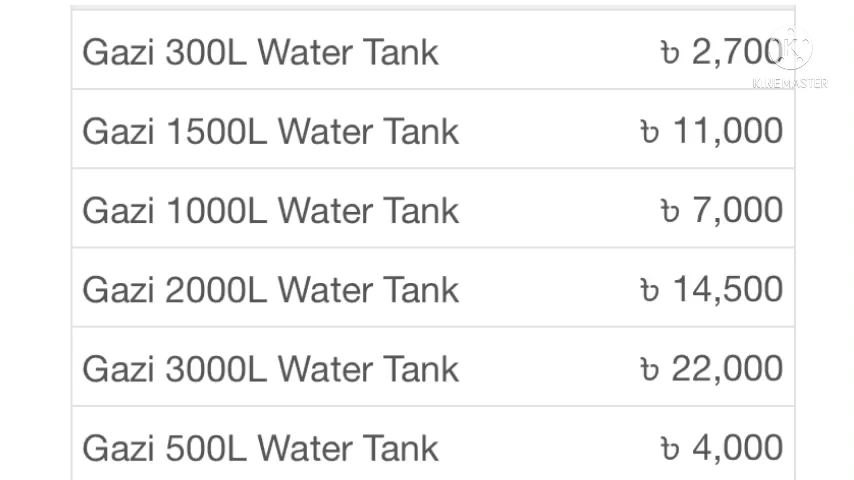 Gazi 300L Water Tank ৳ 2,700
KINEMASTER
Gazi 1500L Water Tank ৳ 11,000
Gazi 1000L Water Tank ৳ 7,000
Gazi 2000L Water Tank ৳ 14,500
Gazi 3000L Water Tank ৳ 22,000
Gazi 500L Water Tank ৳ 4,000